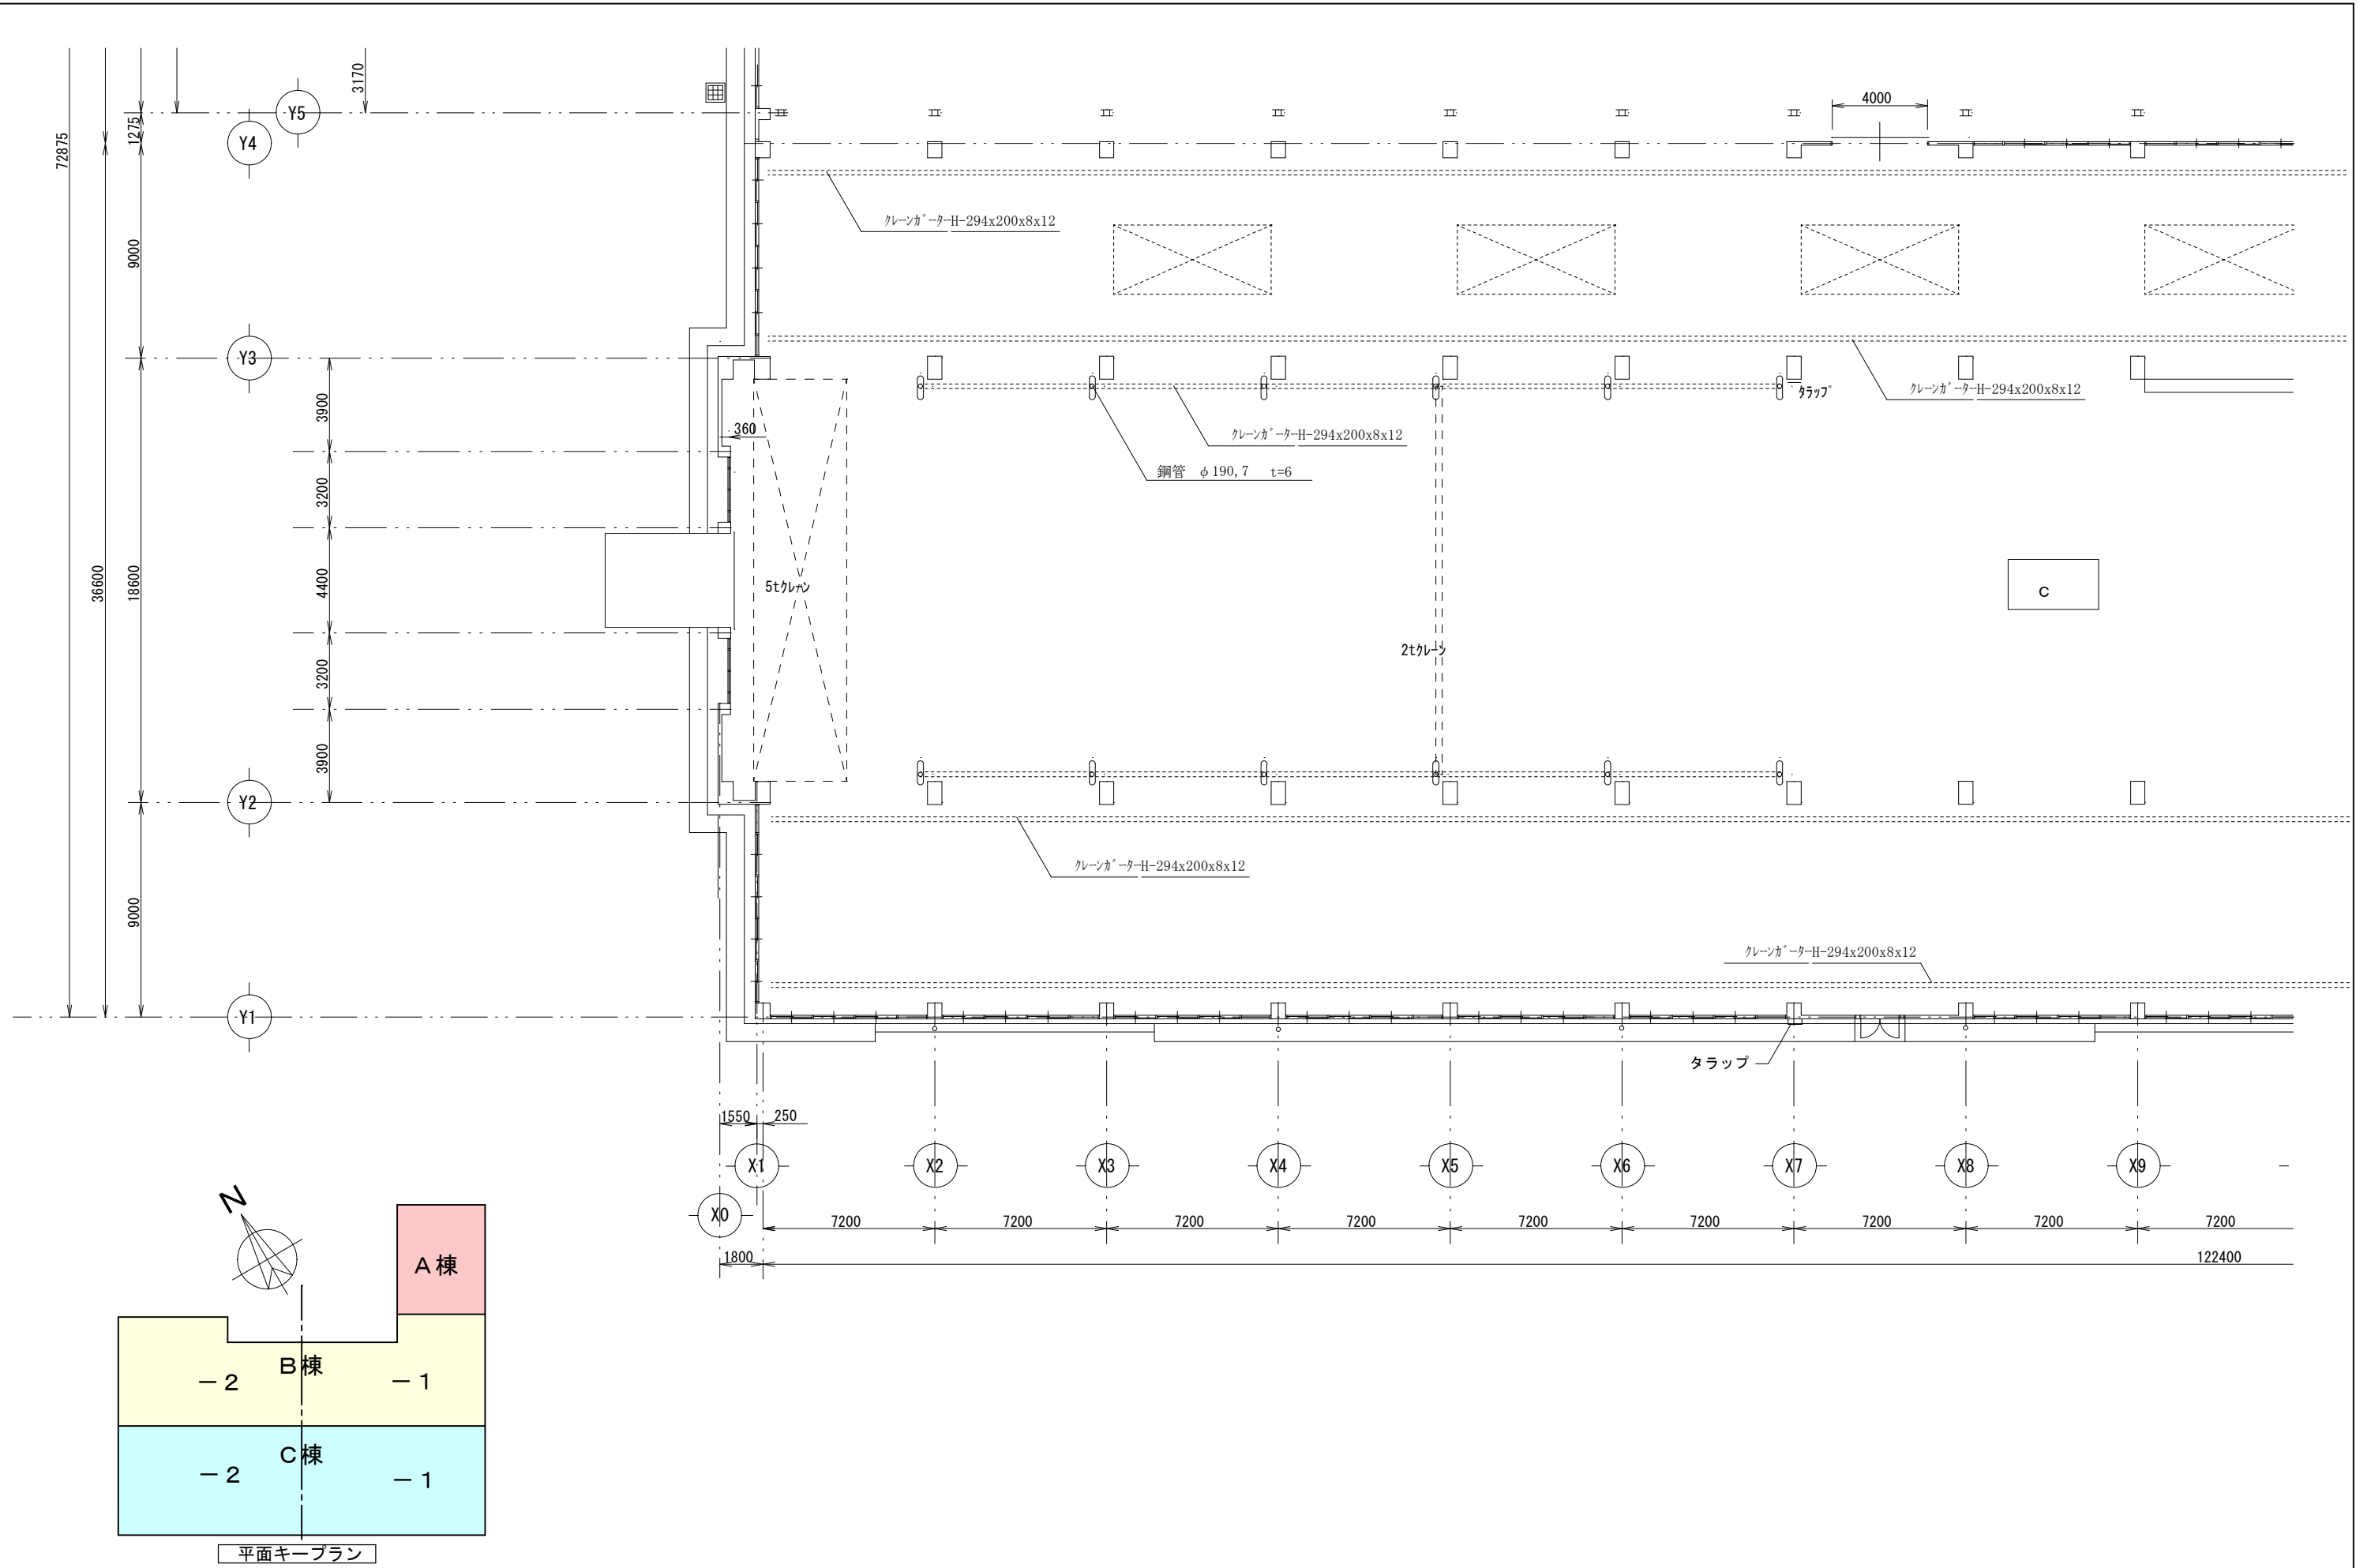 3170
Y5
1275
4000
Y4
72875
クレーンガーターH-294x200x8x12
9000
Y3
タラップ
クレーンガーターH-294x200x8x12
3900
360
クレーンガーターH-294x200x8x12
鋼管 φ190,7 t=6
3200
36600
18600
4400
5tクレーン
C
2tクレーン
3200
3900
Y2
クレーンガーターH-294x200x8x12
9000
クレーンガーターH-294x200x8x12
Y1
タラップ
1550
250
X1
X2
X3
X4
X5
X6
X7
X8
X9
X0
7200
7200
7200
7200
7200
7200
7200
7200
7200
1800
122400
N
A棟
B棟
－2
－1
C棟
－2
－1
平面キープラン